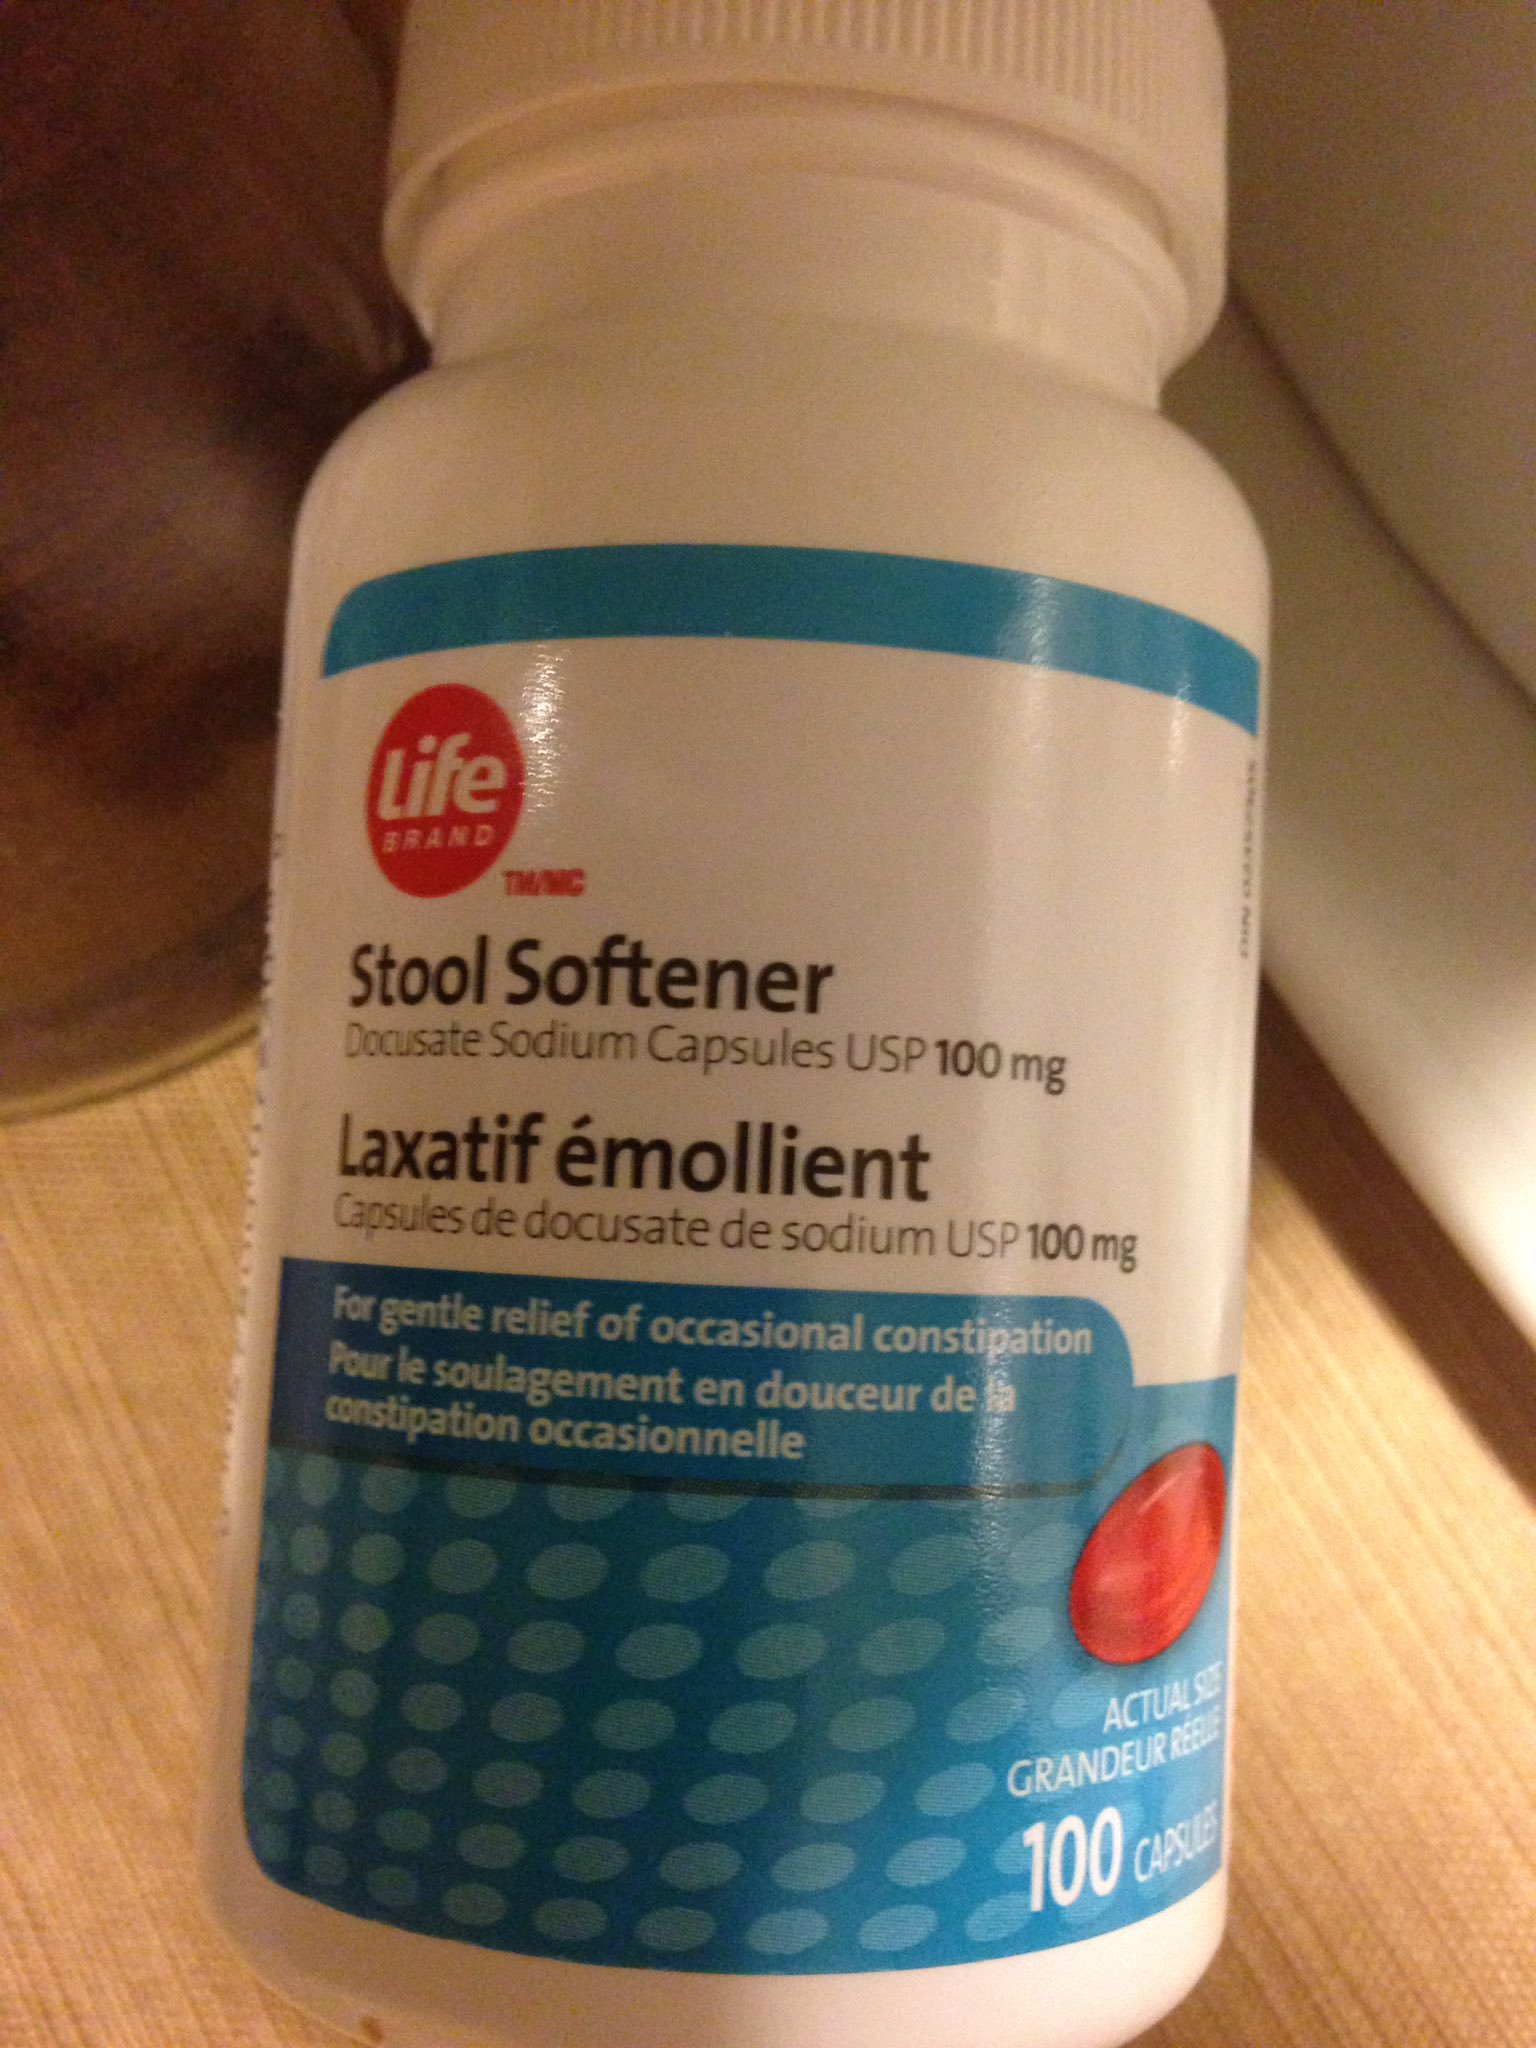 Life
BRAND
TM/MC
Stool Softener
Docusate Sodium Capsules USP 100 mg
Laxatif émollient
Capsules de docusate de sodium USP 100 mg
For gentle relief of occasional constipation
Pour le soulagement en douceur de la
constipation occasionnelle
ACTUAL SIZE
GRANDEUR RÉELLE
100 CAPSULES
DIN